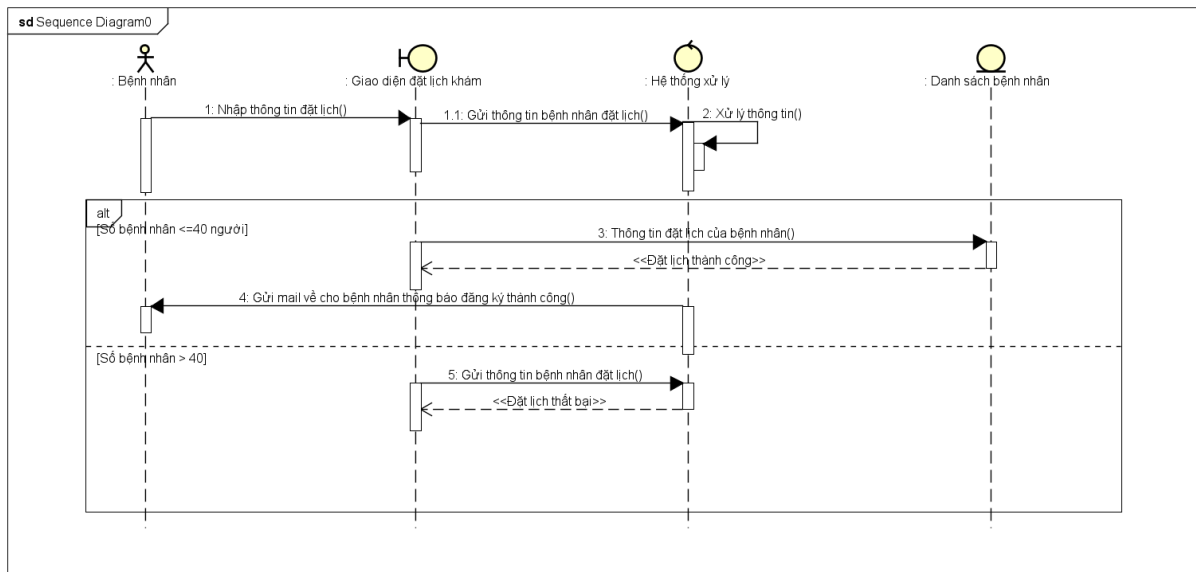 sd Sequence Diagram0
: Bệnh nhân
: Giao diện đặt lịch khám
: Hệ thống xử lý
: Danh sách bệnh nhân
1: Nhập thông tin đặt lịch()
1.1: Gửi thông tin bệnh nhân đặt lịch()
2: Xử lý thông tin()
alt
[Số bệnh nhân <=40 người]
3: Thông tin đặt lịch của bệnh nhân()
<<Đặt lịch thành công>>
4: Gửi mail về cho bệnh nhân thông báo đăng ký thành công()
[Số bệnh nhân > 40]
5: Gửi thông tin bệnh nhân đặt lịch()
<<Đặt lịch thất bại>>